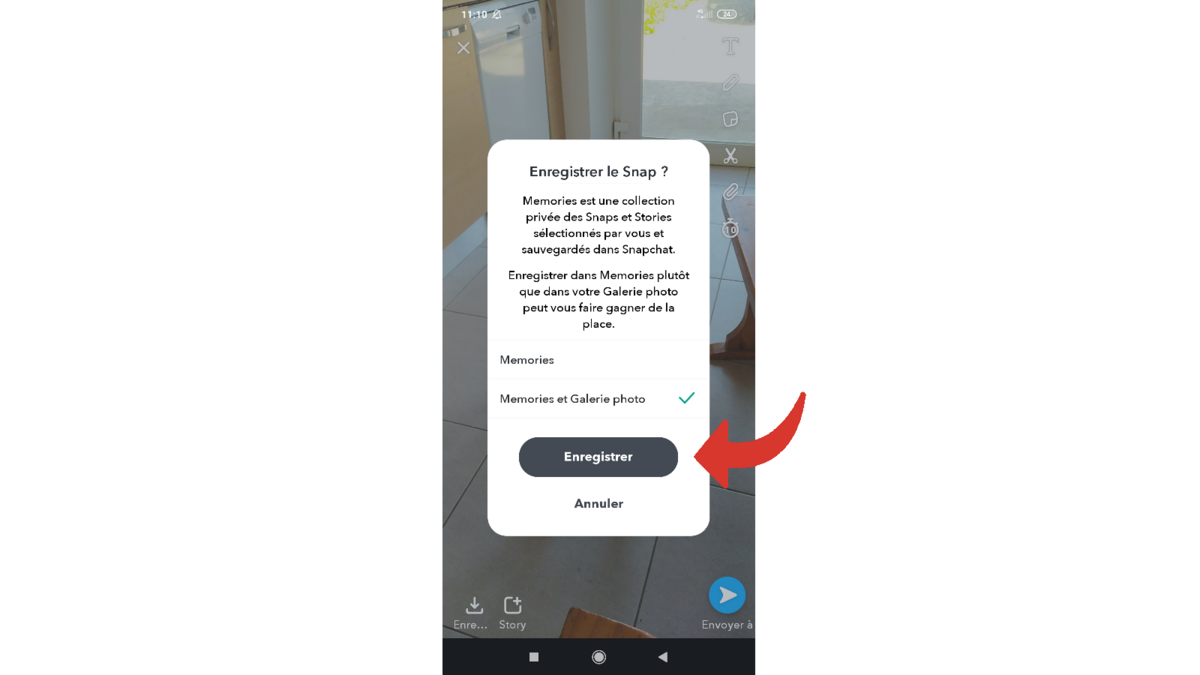 11:10
24
T
Enregistrer le Snap ?
Memories est une collection
privée des Snaps et Stories
sélectionnés par vous et
sauvegardés dans Snapchat.
Enregistrer dans Memories plutôt
que dans votre Galerie photo
peut vous faire gagner de la
place.
10
Memories
Memories et Galerie photo
Enregistrer
Annuler
Enre...
Story
Envoyer à